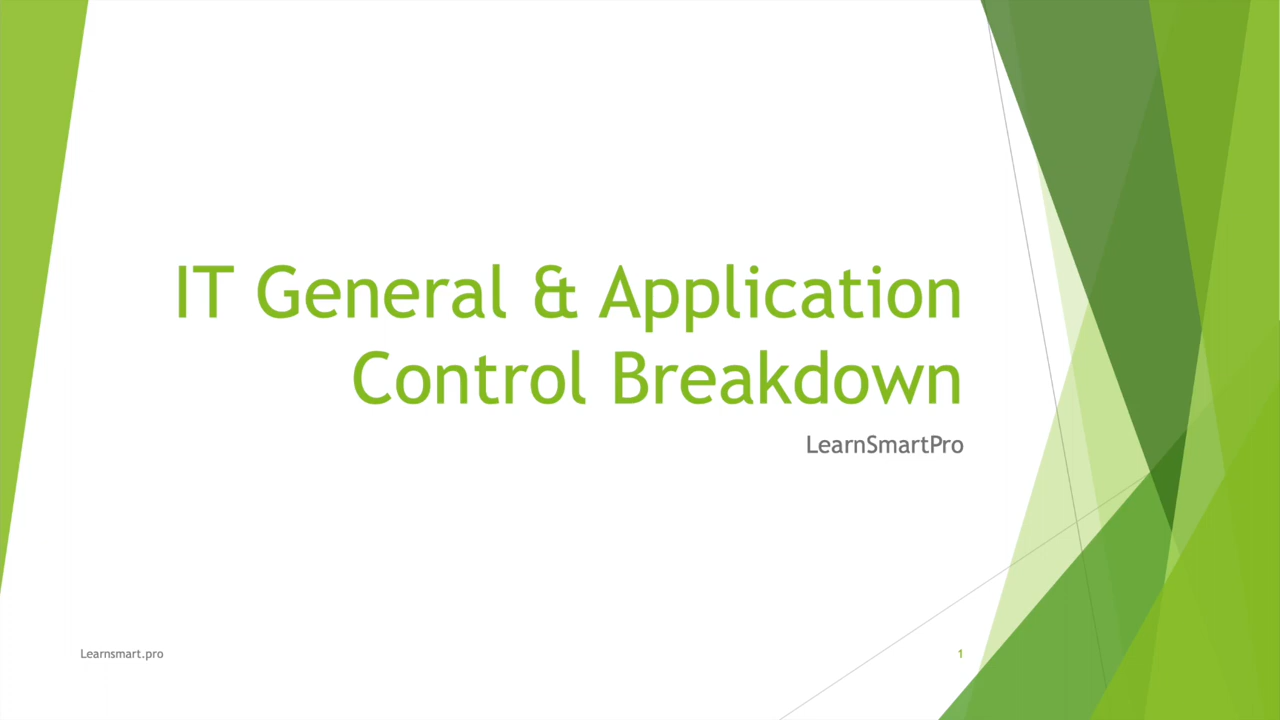 IT General & Application
Control Breakdown
LearnSmartPro
Learnsmart.pro
1